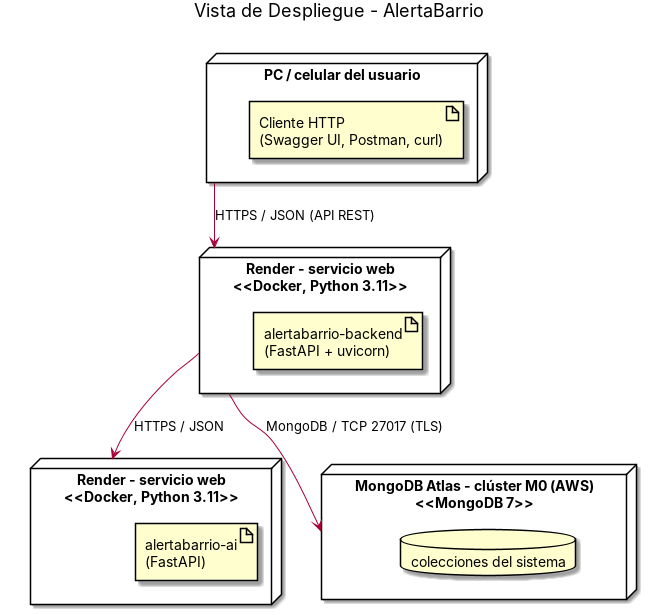 Vista de Despliegue - AlertaBarrio
PC / celular del usuario
Cliente HTTP
(Swagger UI, Postman, curl)
HTTPS / JSON (API REST)
Render - servicio web
<<Docker, Python 3.11>>
alertabarrio-backend
(FastAPI + uvicorn)
HTTPS / JSON
MongoDB / TCP 27017 (TLS)
Render - servicio web
<<Docker, Python 3.11>>
alertabarrio-ai
(FastAPI)
MongoDB Atlas - clúster M0 (AWS)
<<MongoDB 7>>
colecciones del sistema